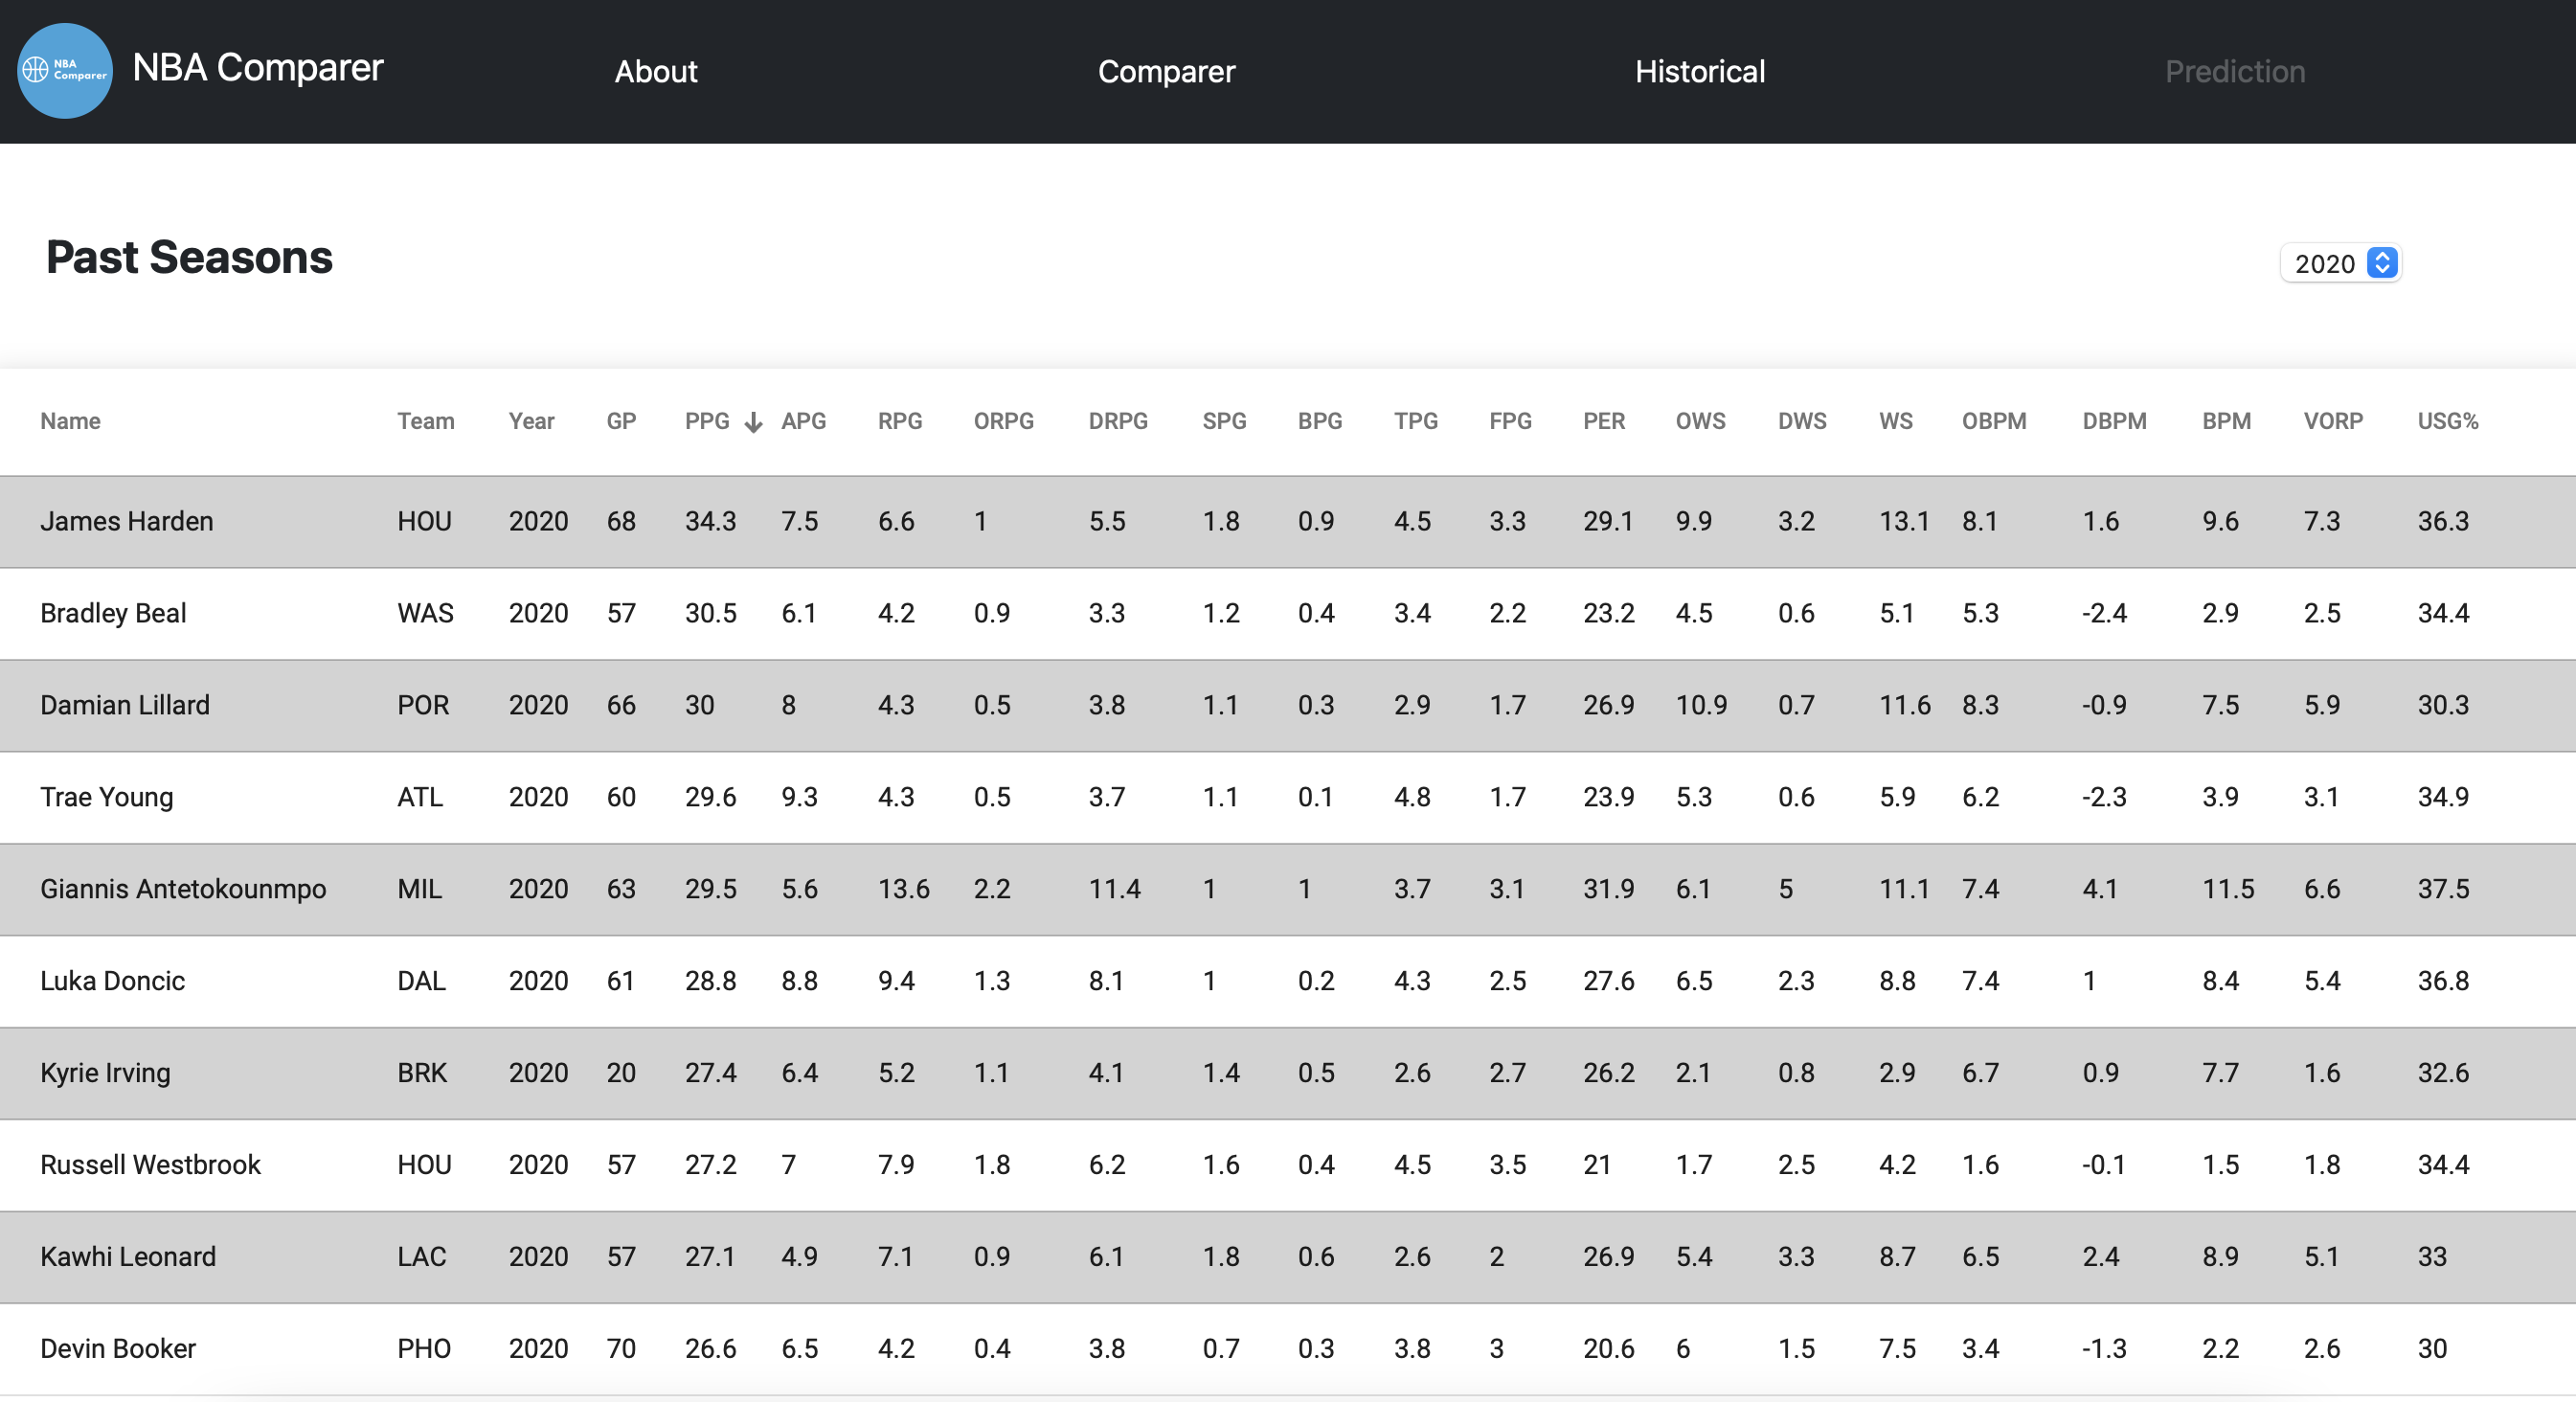 NBA
Comparer
NBA Comparer About Comparer Historical Prediction
Past Seasons 2020
Name Team Year GP PPG ↓ APG RPG ORPG DRPG SPG BPG TPG FPG PER OWS DWS WS OBPM DBPM BPM VORP USG%
James Harden HOU 2020 68 34.3 7.5 6.6 1 5.5 1.8 0.9 4.5 3.3 29.1 9.9 3.2 13.1 8.1 1.6 9.6 7.3 36.3
Bradley Beal WAS 2020 57 30.5 6.1 4.2 0.9 3.3 1.2 0.4 3.4 2.2 23.2 4.5 0.6 5.1 5.3 -2.4 2.9 2.5 34.4
Damian Lillard POR 2020 66 30 8 4.3 0.5 3.8 1.1 0.3 2.9 1.7 26.9 10.9 0.7 11.6 8.3 -0.9 7.5 5.9 30.3
Trae Young ATL 2020 60 29.6 9.3 4.3 0.5 3.7 1.1 0.1 4.8 1.7 23.9 5.3 0.6 5.9 6.2 -2.3 3.9 3.1 34.9
Giannis Antetokounmpo MIL 2020 63 29.5 5.6 13.6 2.2 11.4 1 1 3.7 3.1 31.9 6.1 5 11.1 7.4 4.1 11.5 6.6 37.5
Luka Doncic DAL 2020 61 28.8 8.8 9.4 1.3 8.1 1 0.2 4.3 2.5 27.6 6.5 2.3 8.8 7.4 1 8.4 5.4 36.8
Kyrie Irving BRK 2020 20 27.4 6.4 5.2 1.1 4.1 1.4 0.5 2.6 2.7 26.2 2.1 0.8 2.9 6.7 0.9 7.7 1.6 32.6
Russell Westbrook HOU 2020 57 27.2 7 7.9 1.8 6.2 1.6 0.4 4.5 3.5 21 1.7 2.5 4.2 1.6 -0.1 1.5 1.8 34.4
Kawhi Leonard LAC 2020 57 27.1 4.9 7.1 0.9 6.1 1.8 0.6 2.6 2 26.9 5.4 3.3 8.7 6.5 2.4 8.9 5.1 33
Devin Booker PHO 2020 70 26.6 6.5 4.2 0.4 3.8 0.7 0.3 3.8 3 20.6 6 1.5 7.5 3.4 -1.3 2.2 2.6 30